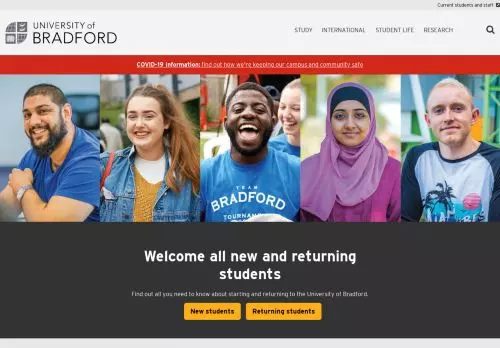 Current students and staff
UNIVERSITY of
BRADFORD
STUDY INTERNATIONAL STUDENT LIFE RESEARCH
COVID-19 information: find out how we're keeping our campus and community safe
TEAM
BRADFORD
TOURNAME
Welcome all new and returning
students
Find out all you need to know about starting and returning to the University of Bradford.
New students Returning students